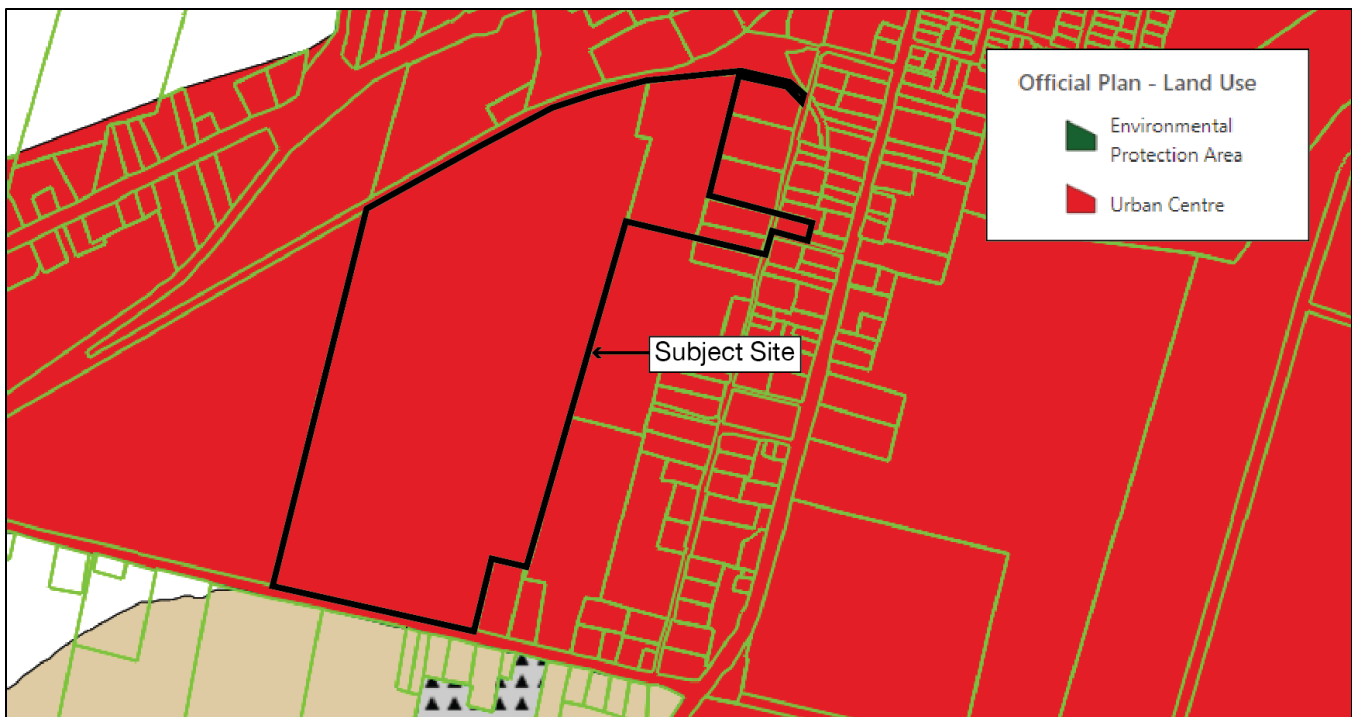 Official Plan - Land Use
Environmental
Protection Area
Urban Centre
Subject Site